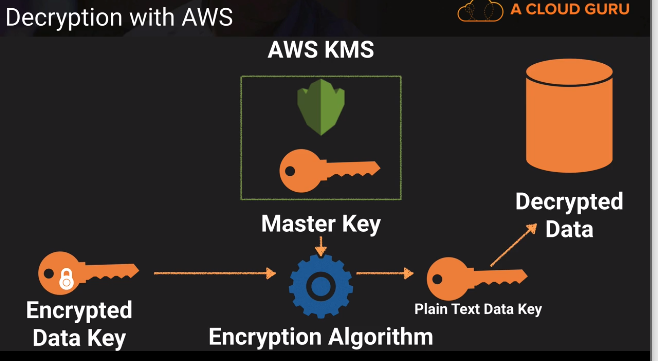 Decryption with AWS
A CLOUD GURU
AWS KMS
Master Key
Decrypted
Data
Encrypted
Data Key
Encryption Algorithm
Plain Text Data Key